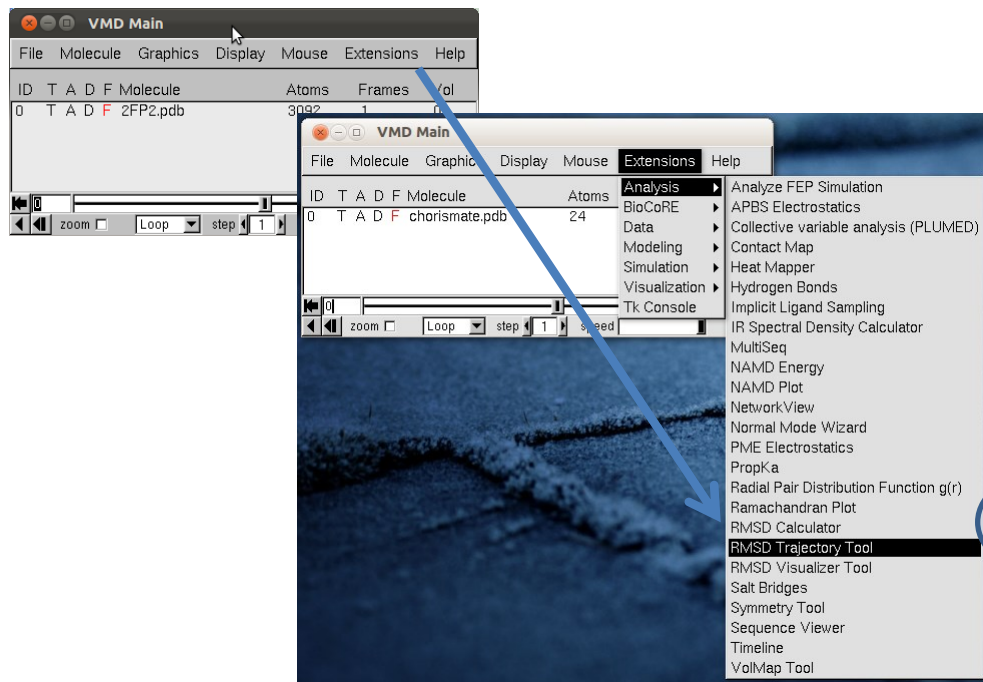 VMD Main
File Molecule Graphics Display Mouse Extensions Help
ID T A D F Molecule Atoms Frames Vol
0 T A D F 2FP2.pdb 3092 1 0
0
zoom Loop step 1
VMD Main
File Molecule Graphics Display Mouse Extensions Help
ID T A D F Molecule Atoms
0 T A D F chorismate.pdb 24
0
zoom Loop step 1 speed
Analysis
BioCoRE
Data
Modeling
Simulation
Visualization
Tk Console
Analyze FEP Simulation
APBS Electrostatics
Collective variable analysis (PLUMED)
Contact Map
Heat Mapper
Hydrogen Bonds
Implicit Ligand Sampling
IR Spectral Density Calculator
MultiSeq
NAMD Energy
NAMD Plot
NetworkView
Normal Mode Wizard
PME Electrostatics
PropKa
Radial Pair Distribution Function g(r)
Ramachandran Plot
RMSD Calculator
RMSD Trajectory Tool
RMSD Visualizer Tool
Salt Bridges
Symmetry Tool
Sequence Viewer
Timeline
VolMap Tool